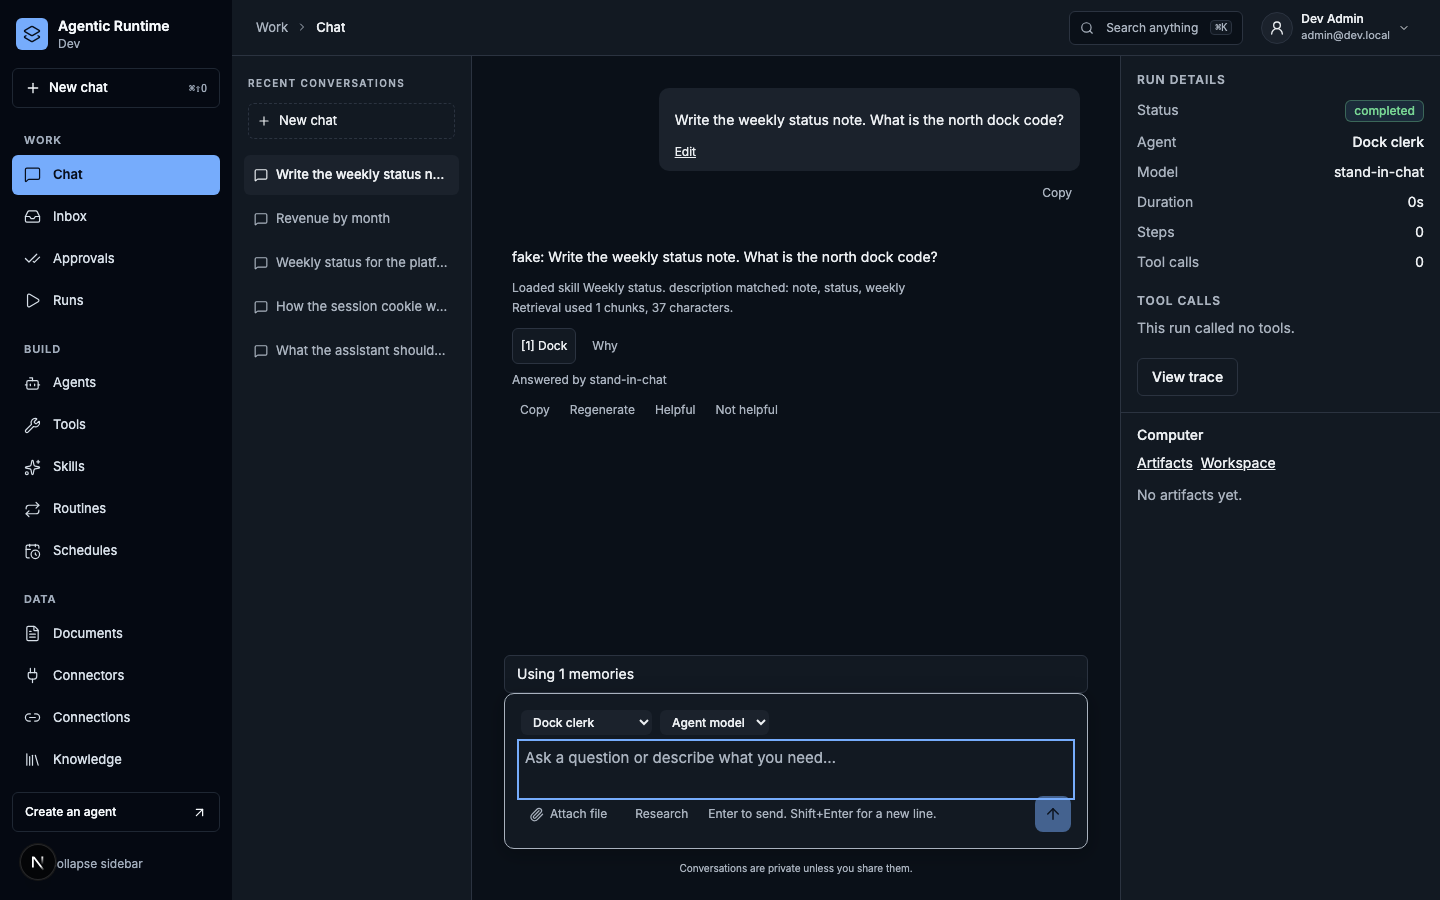 Agentic Runtime
Dev
New chat ⌘⇧O
WORK
Chat
Inbox
Approvals
Runs
BUILD
Agents
Tools
Skills
Routines
Schedules
DATA
Documents
Connectors
Connections
Knowledge
Create an agent
N
ollapse sidebar
Work > Chat
Search anything ⌘K
Dev Admin
admin@dev.local
RECENT CONVERSATIONS
New chat
Write the weekly status n...
Revenue by month
Weekly status for the platf...
How the session cookie w...
What the assistant should...
Write the weekly status note. What is the north dock code?
Edit
Copy
fake: Write the weekly status note. What is the north dock code?
Loaded skill Weekly status. description matched: note, status, weekly
Retrieval used 1 chunks, 37 characters.
[1] Dock Why
Answered by stand-in-chat
Copy Regenerate Helpful Not helpful
Using 1 memories
Dock clerk Agent model
Ask a question or describe what you need...
Attach file Research Enter to send. Shift+Enter for a new line.
Conversations are private unless you share them.
RUN DETAILS
Status completed
Agent Dock clerk
Model stand-in-chat
Duration 0s
Steps 0
Tool calls 0
TOOL CALLS
This run called no tools.
View trace
Computer
Artifacts Workspace
No artifacts yet.